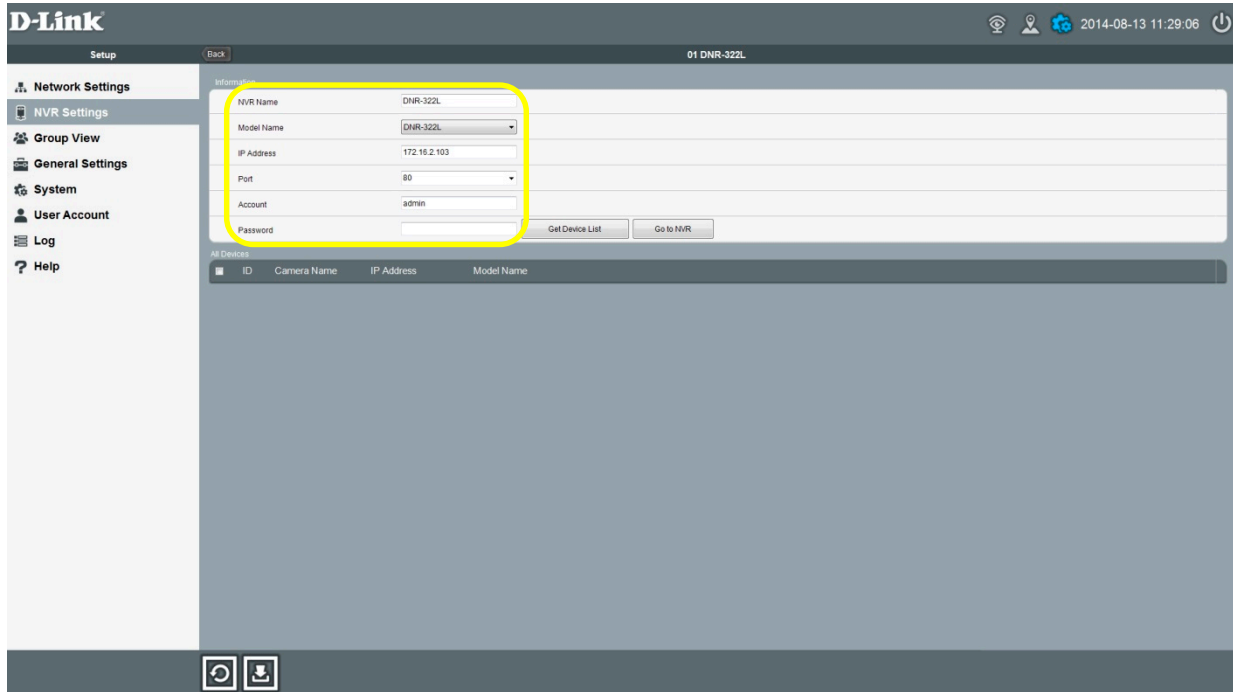 D-Link
2014-08-13 11:29:06
Setup
Back
01 DNR-322L
Network Settings
NVR Settings
Group View
General Settings
System
User Account
Log
Help
Information
NVR Name DNR-322L
Model Name DNR-322L
IP Address 172.16.2.103
Port 80
Account admin
Password Get Device List Go to NVR
All Devices
ID Camera Name IP Address Model Name